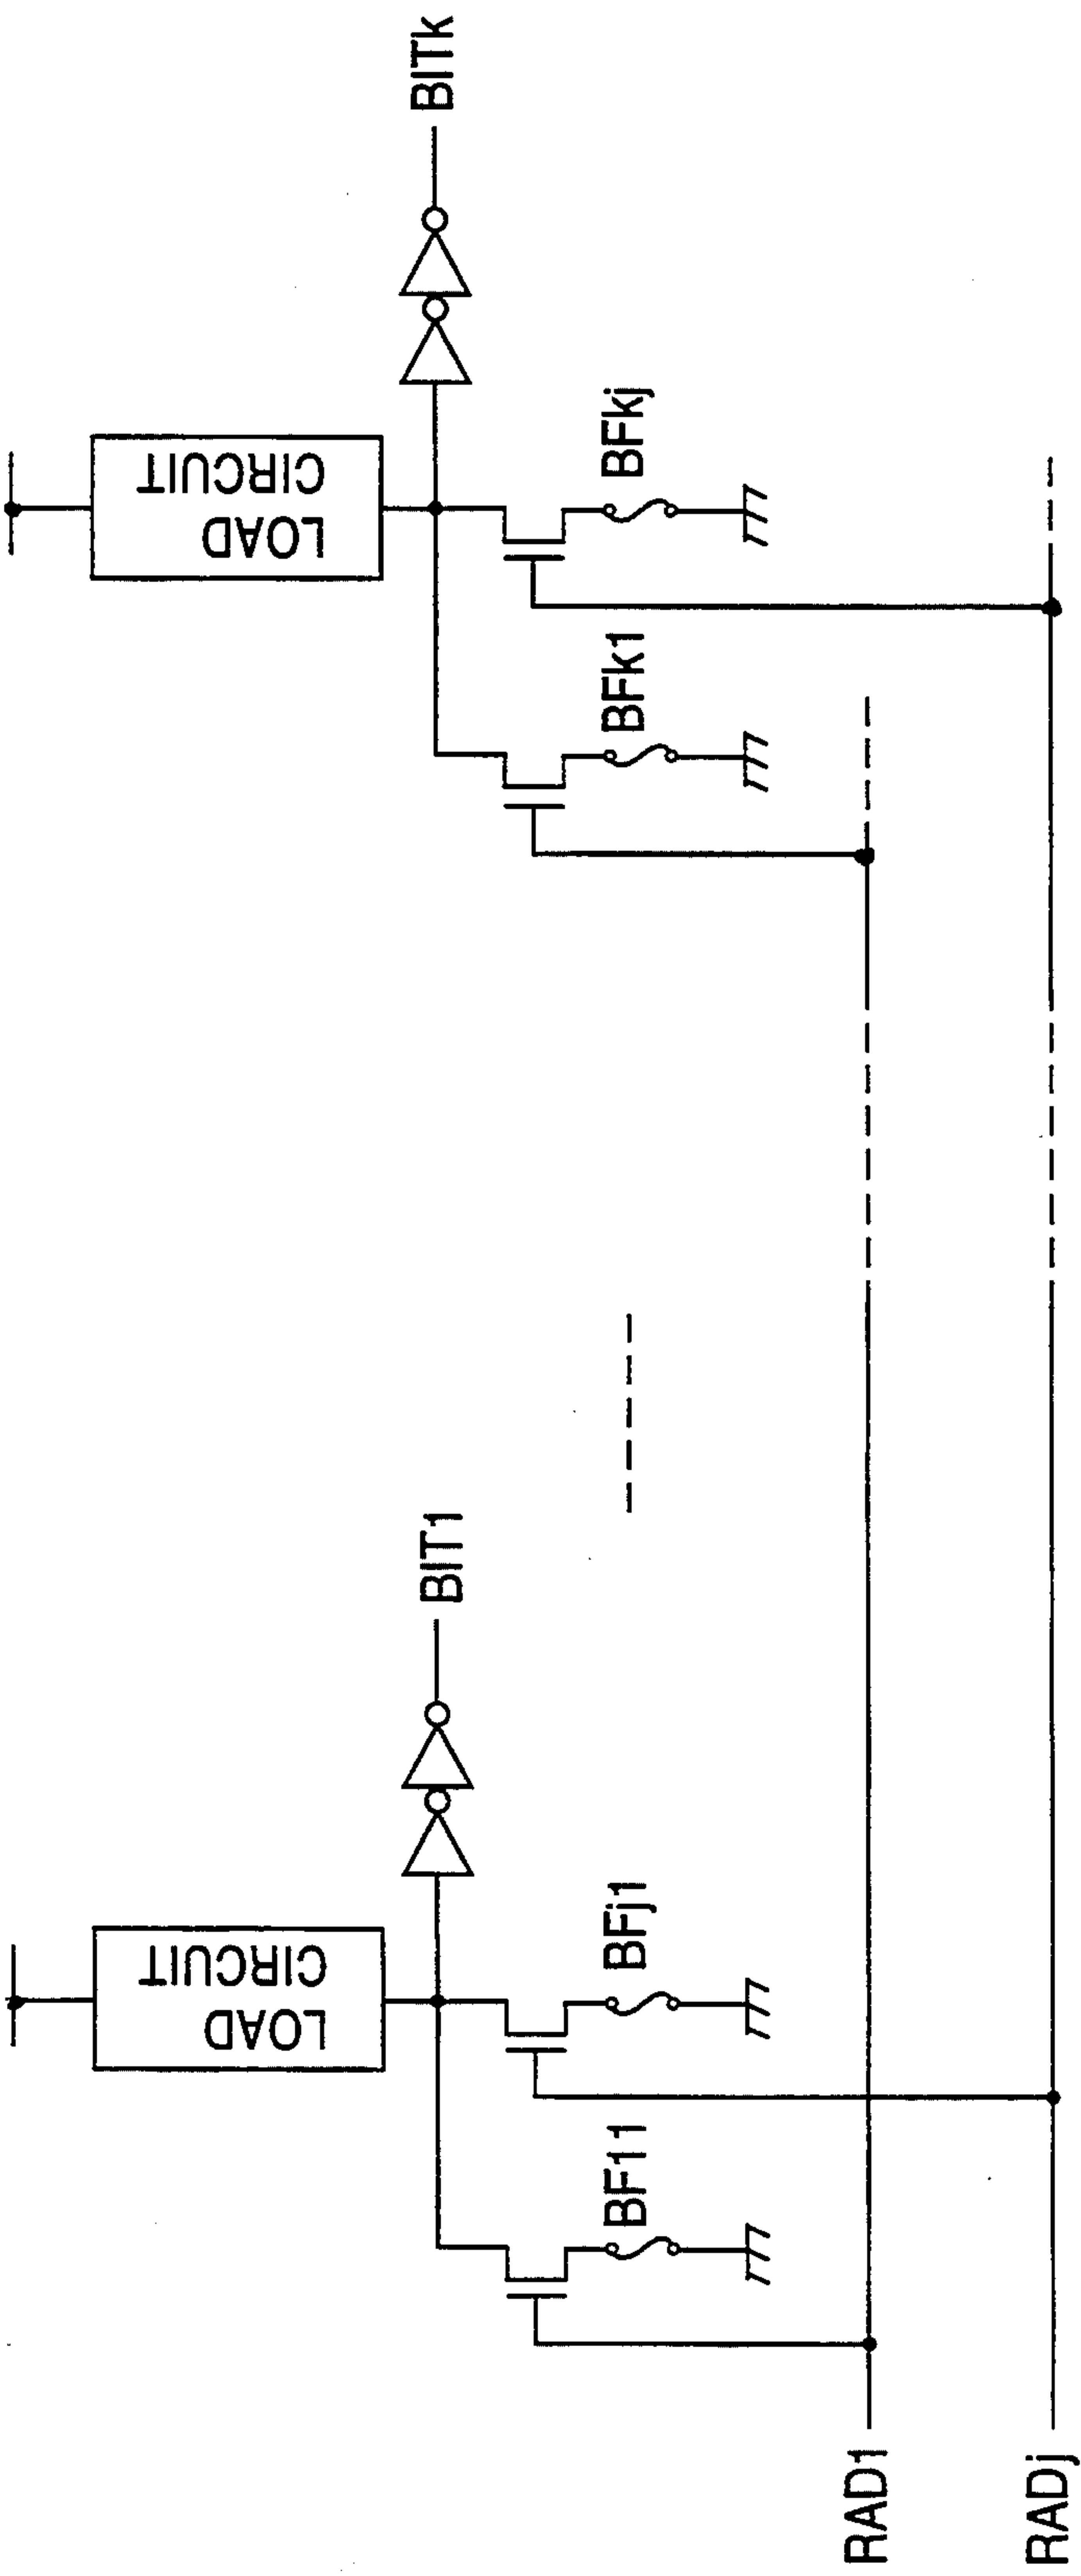 LOAD
CIRCUIT
LOAD
CIRCUIT
BIT1
BITk
BF11
BFj1
BFk1
BFkj
RAD1
RADj